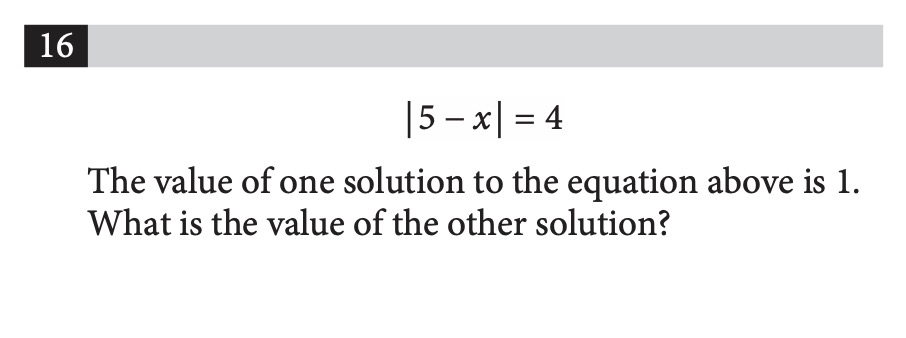 16
|5 − x| = 4
The value of one solution to the equation above is 1.
What is the value of the other solution?